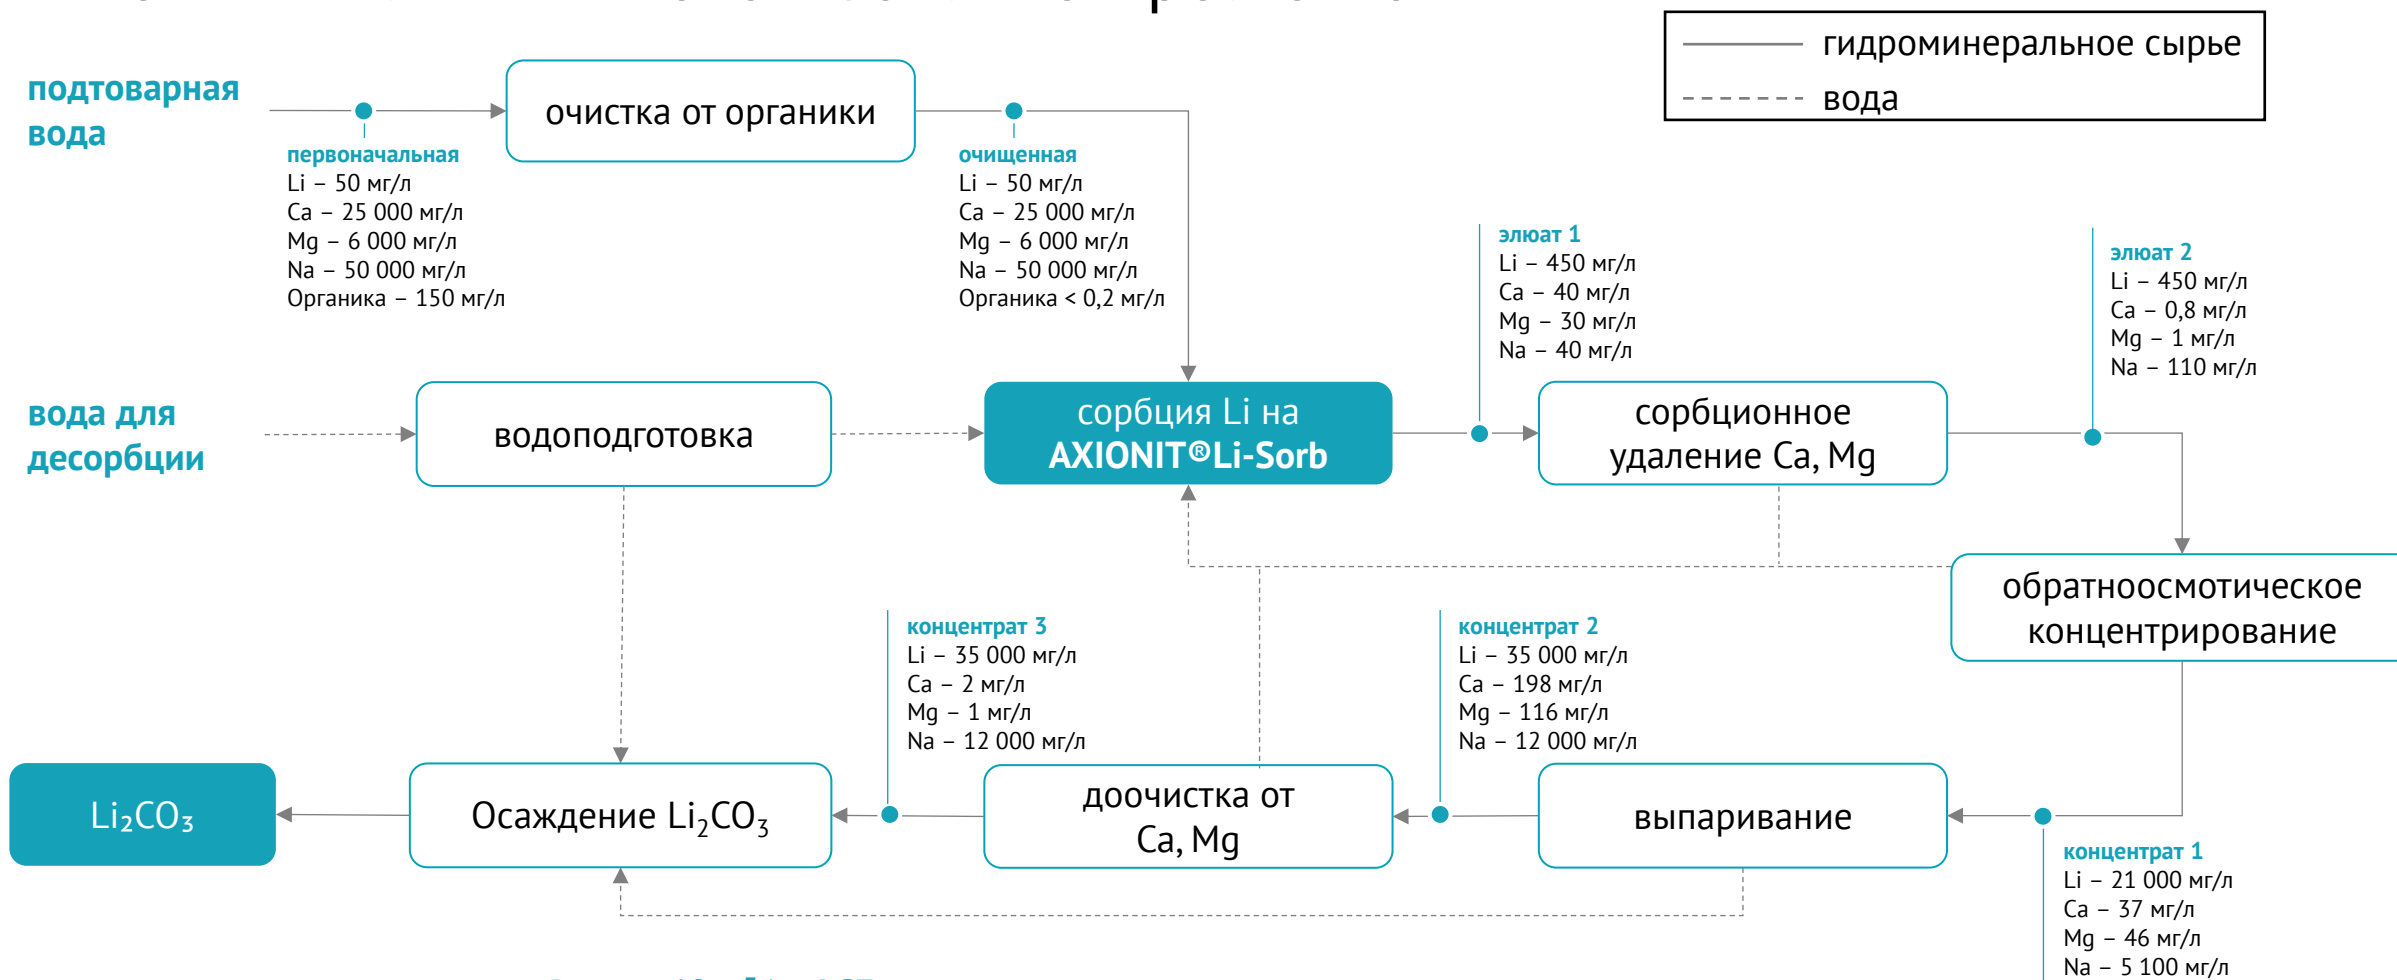 гидроминеральное сырье
вода
подтоварная
вода
очистка от органики
первоначальная
Li – 50 мг/л
Ca – 25 000 мг/л
Mg – 6 000 мг/л
Na – 50 000 мг/л
Органика – 150 мг/л
очищенная
Li – 50 мг/л
Ca – 25 000 мг/л
Mg – 6 000 мг/л
Na – 50 000 мг/л
Органика < 0,2 мг/л
элюат 1
Li – 450 мг/л
Ca – 40 мг/л
Mg – 30 мг/л
Na – 40 мг/л
элюат 2
Li – 450 мг/л
Ca – 0,8 мг/л
Mg – 1 мг/л
Na – 110 мг/л
вода для
десорбции
водоподготовка
сорбция Li на
AXIONIT®Li-Sorb
сорбционное
удаление Ca, Mg
обратноосмотическое
концентрирование
концентрат 3
Li – 35 000 мг/л
Ca – 2 мг/л
Mg – 1 мг/л
Na – 12 000 мг/л
концентрат 2
Li – 35 000 мг/л
Ca – 198 мг/л
Mg – 116 мг/л
Na – 12 000 мг/л
Li₂CO₃
Осаждение Li₂CO₃
доочистка от
Ca, Mg
выпаривание
концентрат 1
Li – 21 000 мг/л
Ca – 37 мг/л
Mg – 46 мг/л
Na – 5 100 мг/л